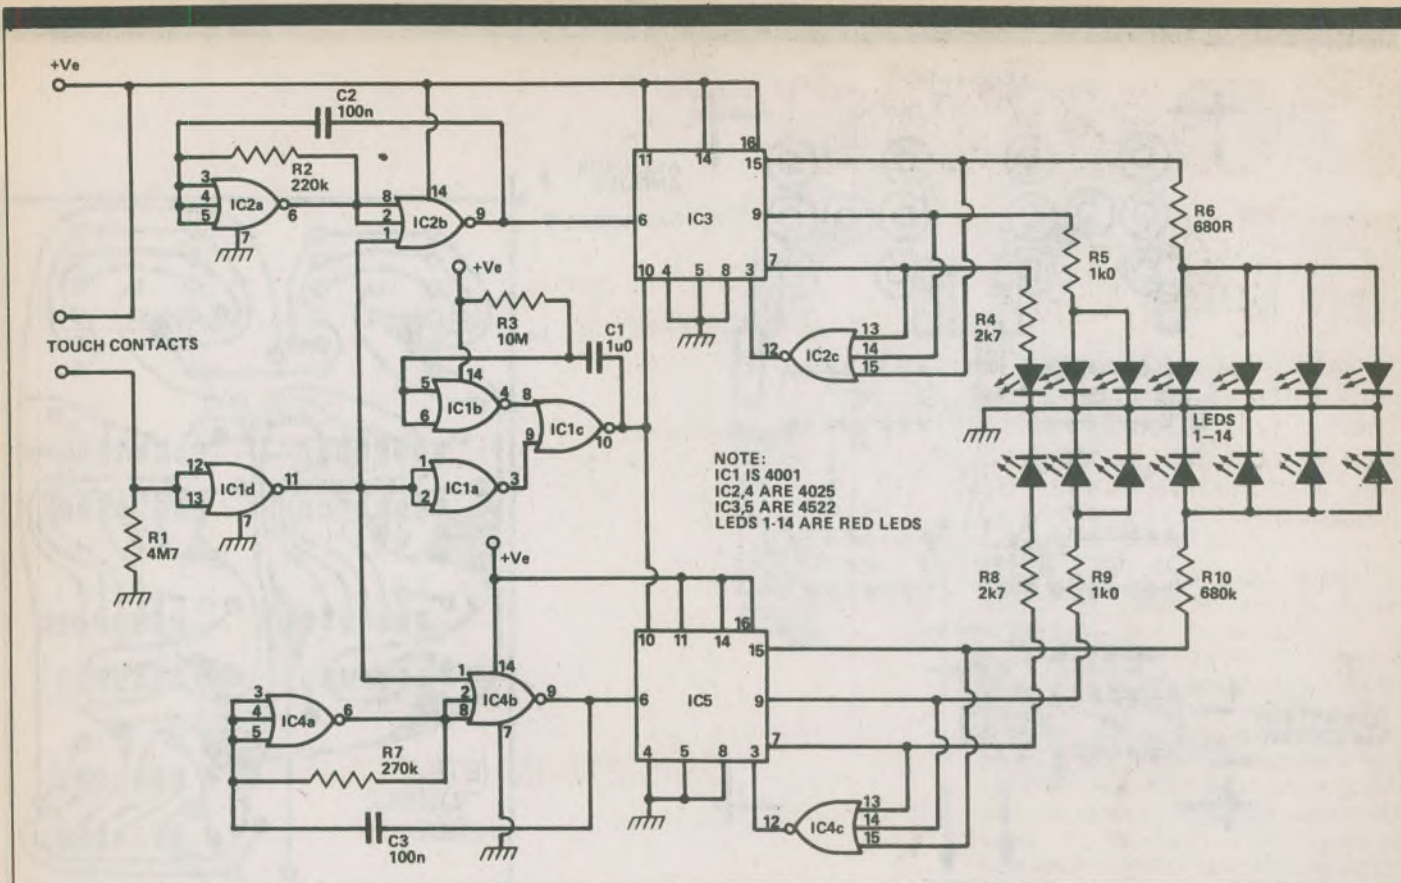 +Ve
C2
100n
R2
220k
3
4
5
IC2a
6
7
8
2
1
14
IC2b
9
11
14
16
15
6
IC3
9
7
10
4
5
8
3
R6
680R
R5
1k0
R4
2k7
+Ve
R3
10M
C1
1u0
TOUCH CONTACTS
14
5
6
IC1b
4
8
9
IC1c
10
12
IC2c
13
14
15
LEDS
1–14
12
13
IC1d
11
7
1
2
IC1a
3
R1
4M7
NOTE:
IC1 IS 4001
IC2,4 ARE 4025
IC3,5 ARE 4522
LEDS 1-14 ARE RED LEDS
+Ve
R8
2k7
R9
1k0
R10
680k
10
11
14
16
15
6
IC5
9
7
4
5
8
3
1
2
8
14
IC4b
9
7
3
4
5
IC4a
6
R7
270k
C3
100n
12
IC4c
13
14
15